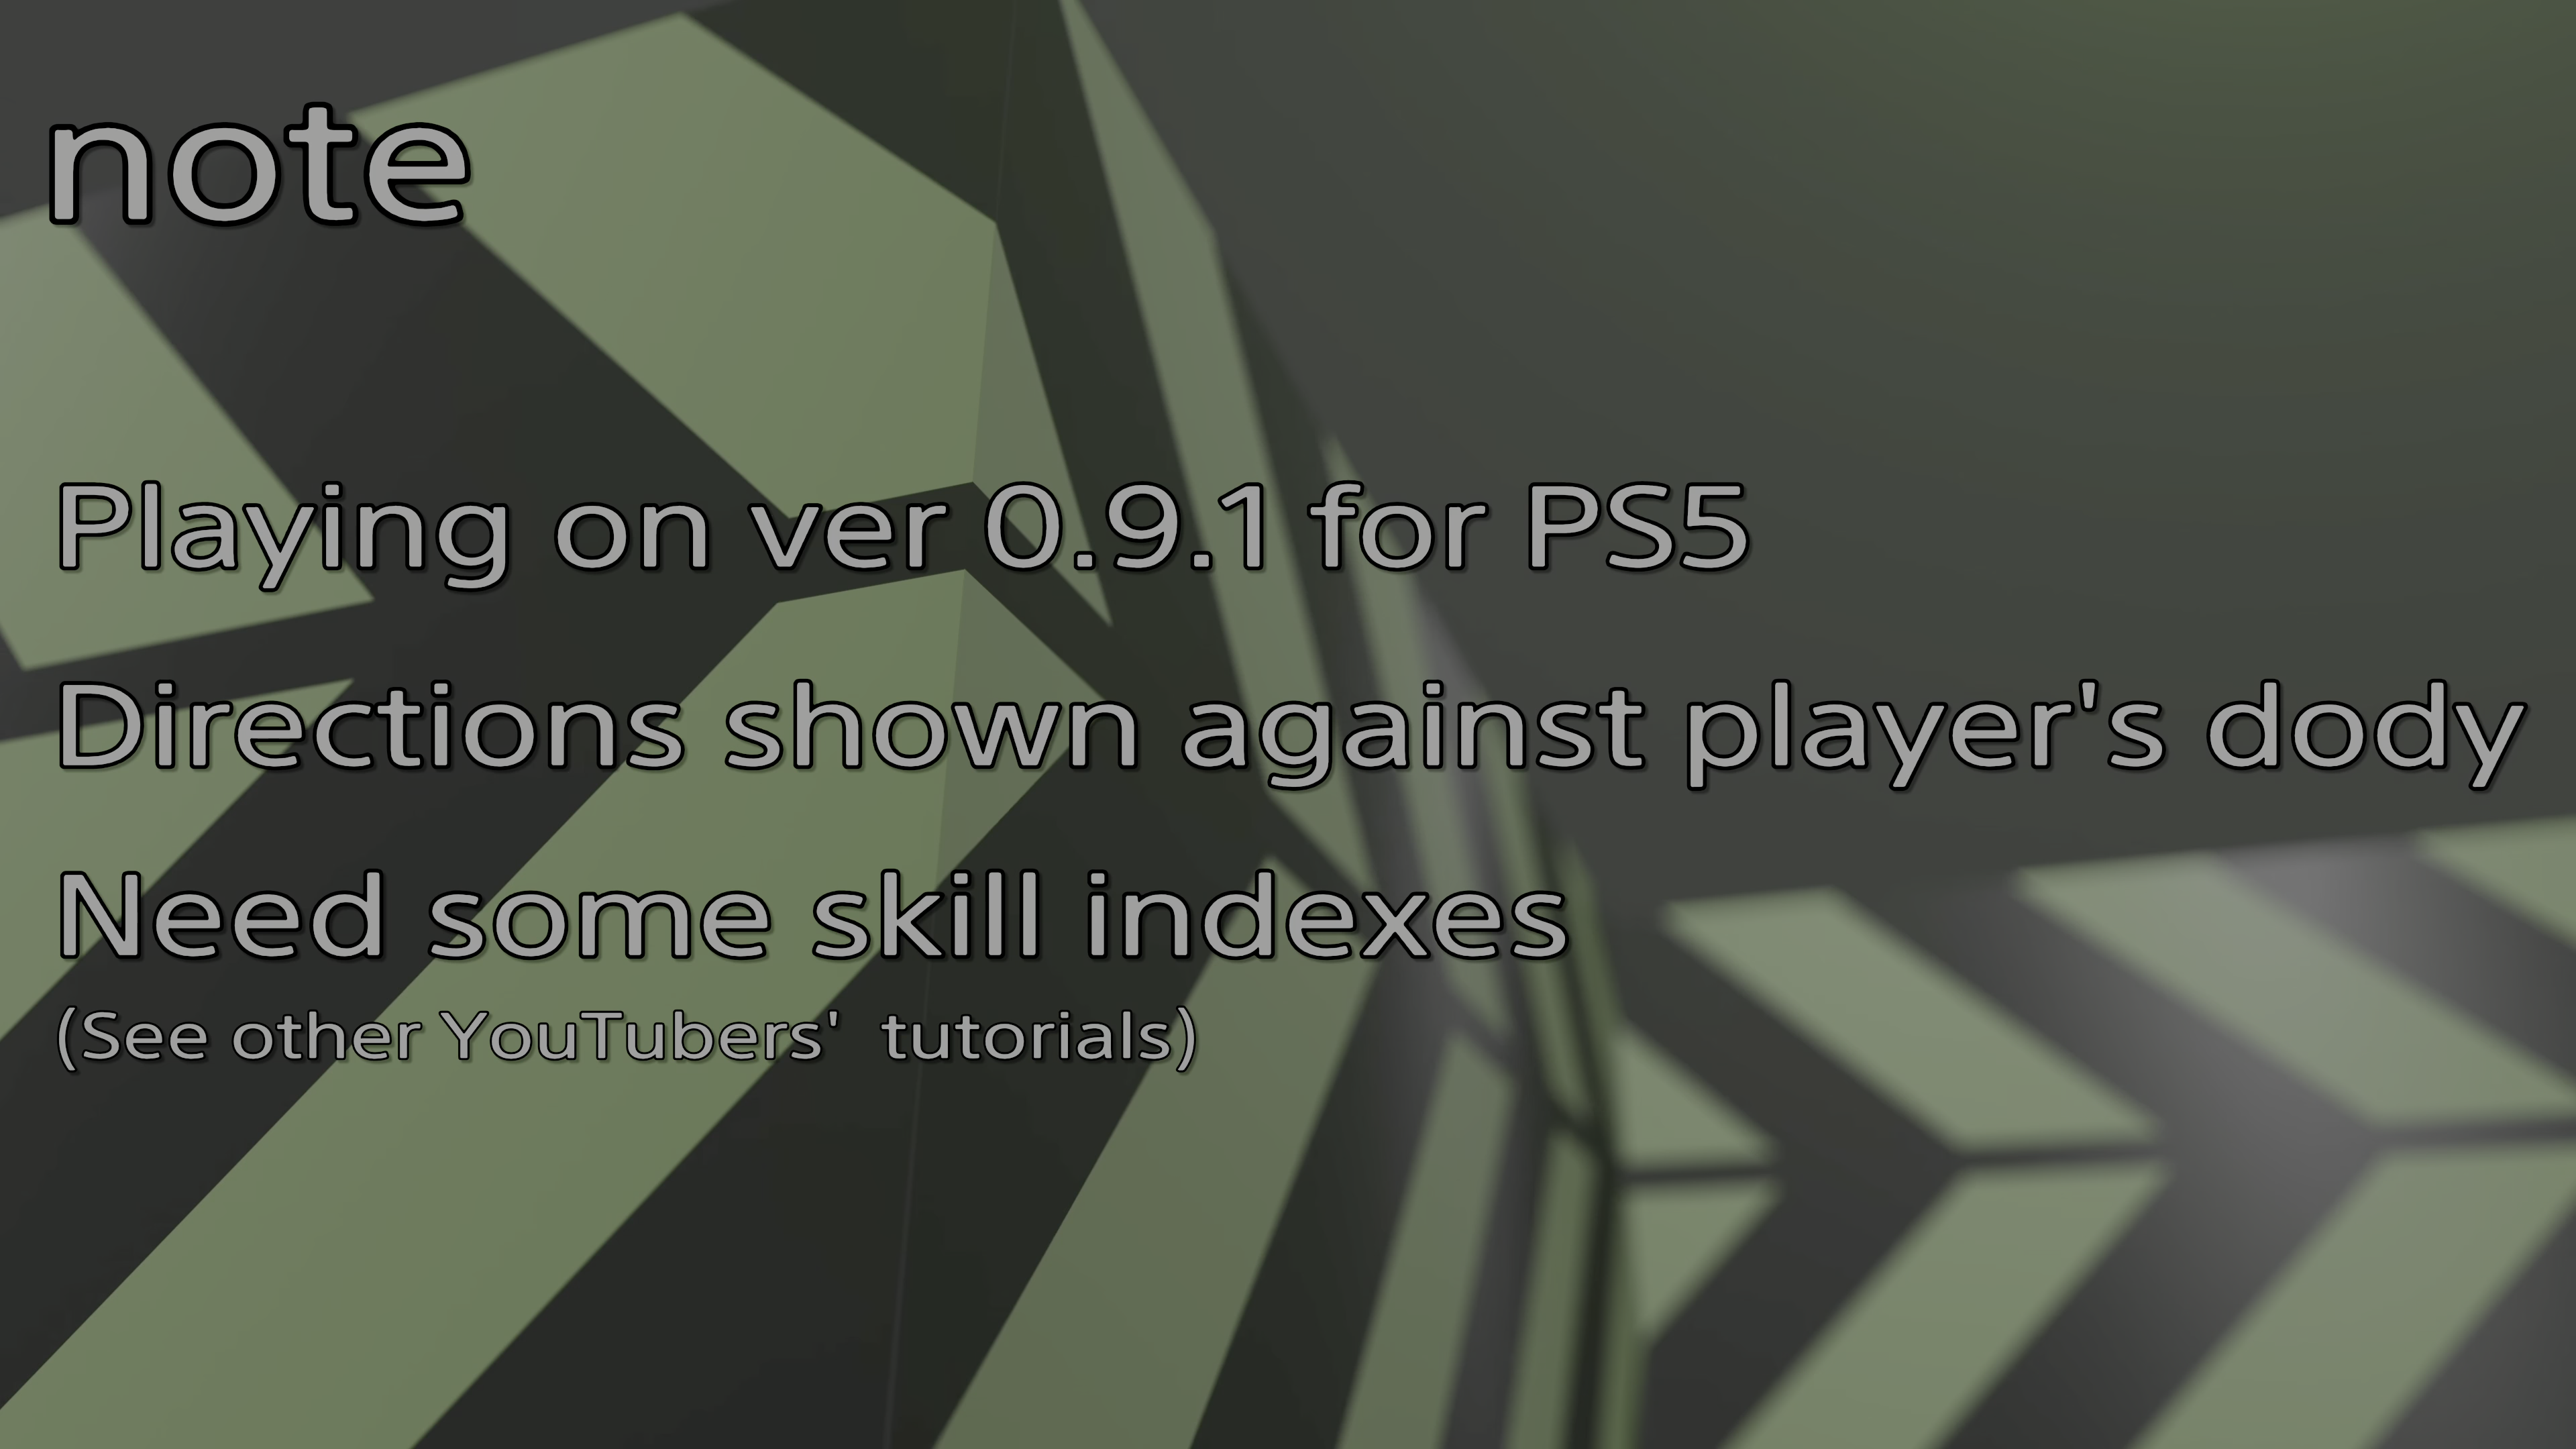 note
Playing on ver 0.9.1 for PS5
Directions shown against player's dody
Need some skill indexes
(See other YouTubers' tutorials)